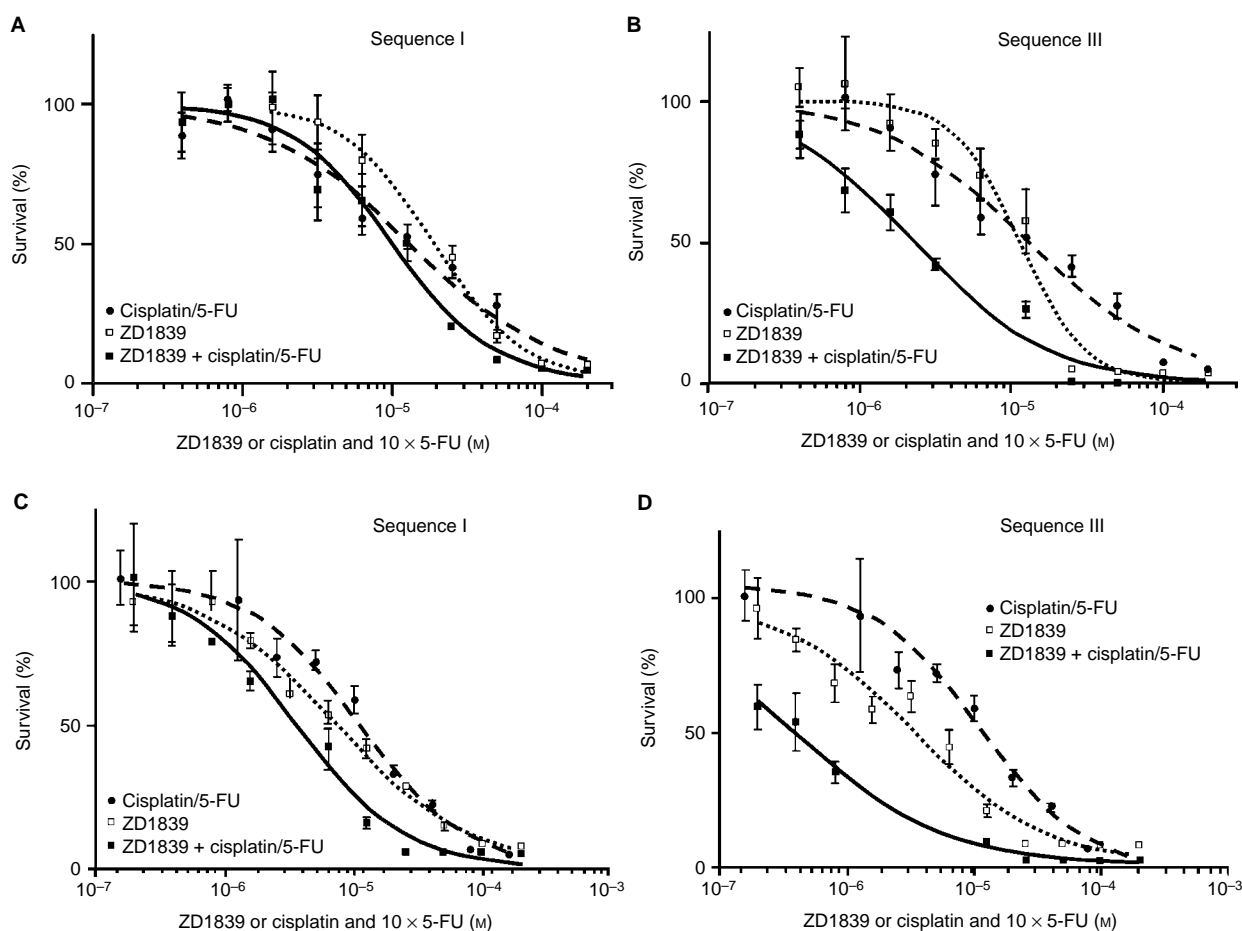 A
Sequence I
Survival (%)
100
50
0
Cisplatin/5-FU
ZD1839
ZD1839 + cisplatin/5-FU
10⁻⁷ 10⁻⁶ 10⁻⁵ 10⁻⁴
ZD1839 or cisplatin and 10 × 5-FU (M)
B
Sequence III
Survival (%)
100
50
0
Cisplatin/5-FU
ZD1839
ZD1839 + cisplatin/5-FU
10⁻⁷ 10⁻⁶ 10⁻⁵ 10⁻⁴
ZD1839 or cisplatin and 10 × 5-FU (M)
C
Sequence I
Survival (%)
100
50
0
Cisplatin/5-FU
ZD1839
ZD1839 + cisplatin/5-FU
10⁻⁷ 10⁻⁶ 10⁻⁵ 10⁻⁴ 10⁻³
ZD1839 or cisplatin and 10 × 5-FU (M)
D
Sequence III
Survival (%)
100
50
0
Cisplatin/5-FU
ZD1839
ZD1839 + cisplatin/5-FU
10⁻⁷ 10⁻⁶ 10⁻⁵ 10⁻⁴ 10⁻³
ZD1839 or cisplatin and 10 × 5-FU (M)